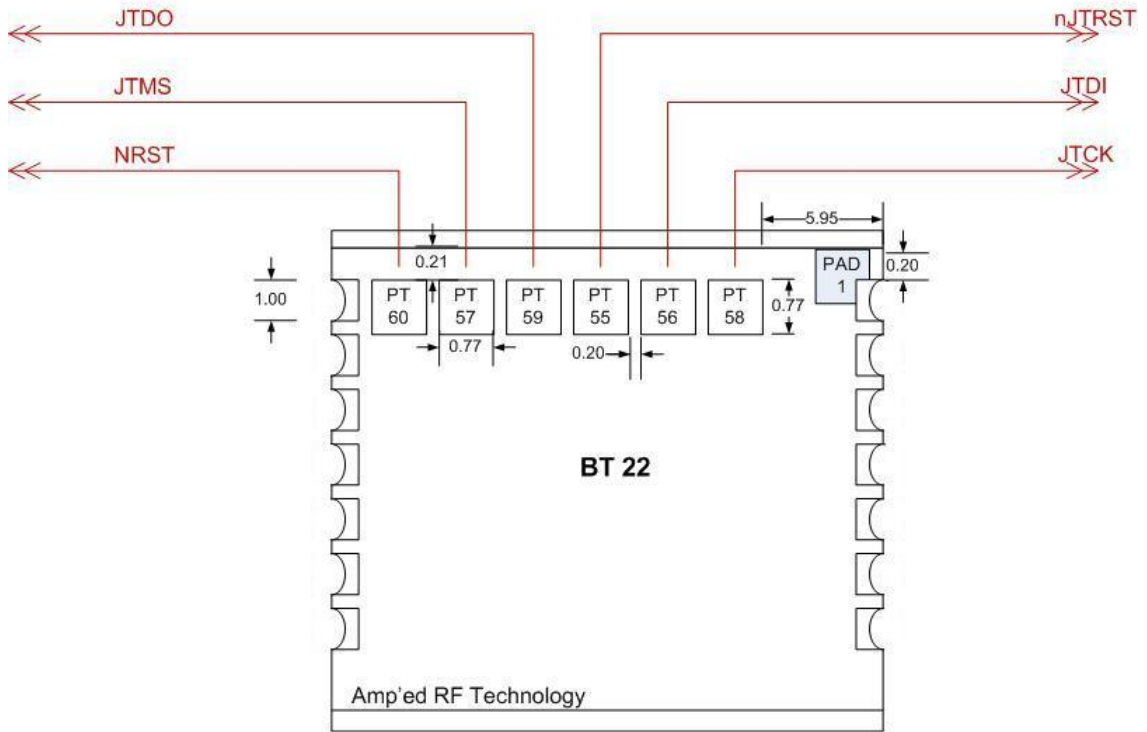 JTDO
nJTRST
JTMS
JTDI
NRST
JTCK
5.95
0.21
PAD
1
0.20
1.00
PT
60
PT
57
PT
59
PT
55
PT
56
PT
58
0.77
0.77
0.20
BT 22
Amp'ed RF Technology